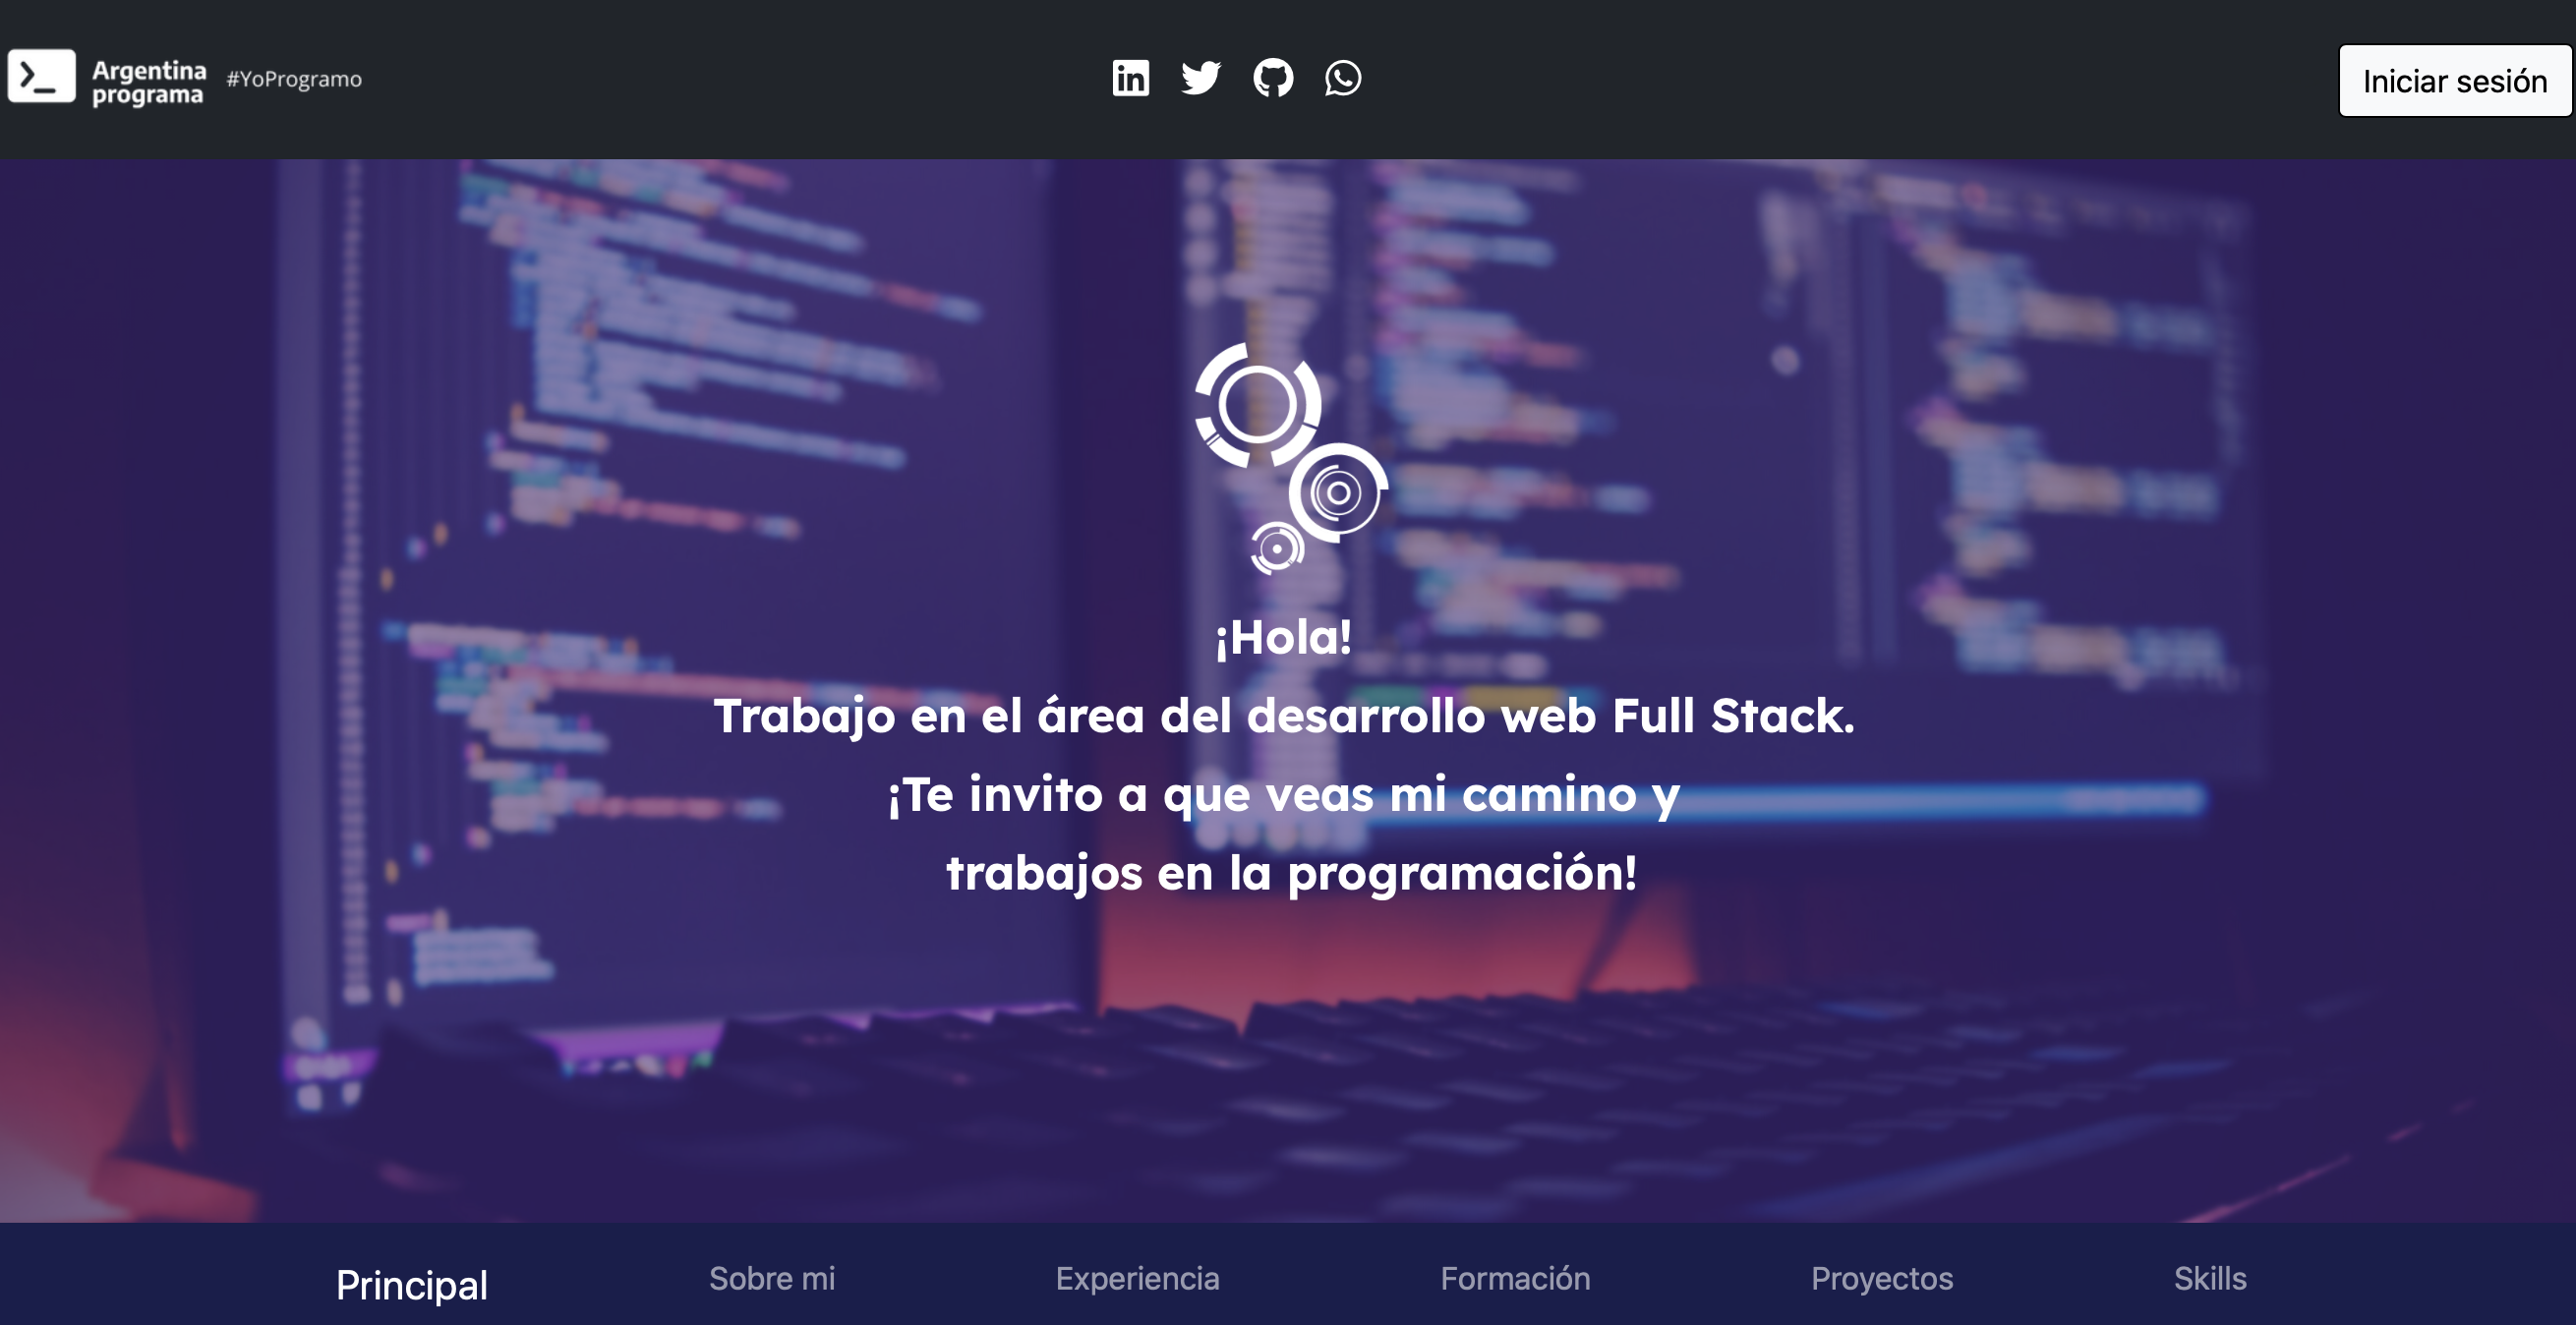 Argentina
programa
#YoProgramo
Iniciar sesión
¡Hola!
Trabajo en el área del desarrollo web Full Stack.
¡Te invito a que veas mi camino y
trabajos en la programación!
Principal
Sobre mi
Experiencia
Formación
Proyectos
Skills